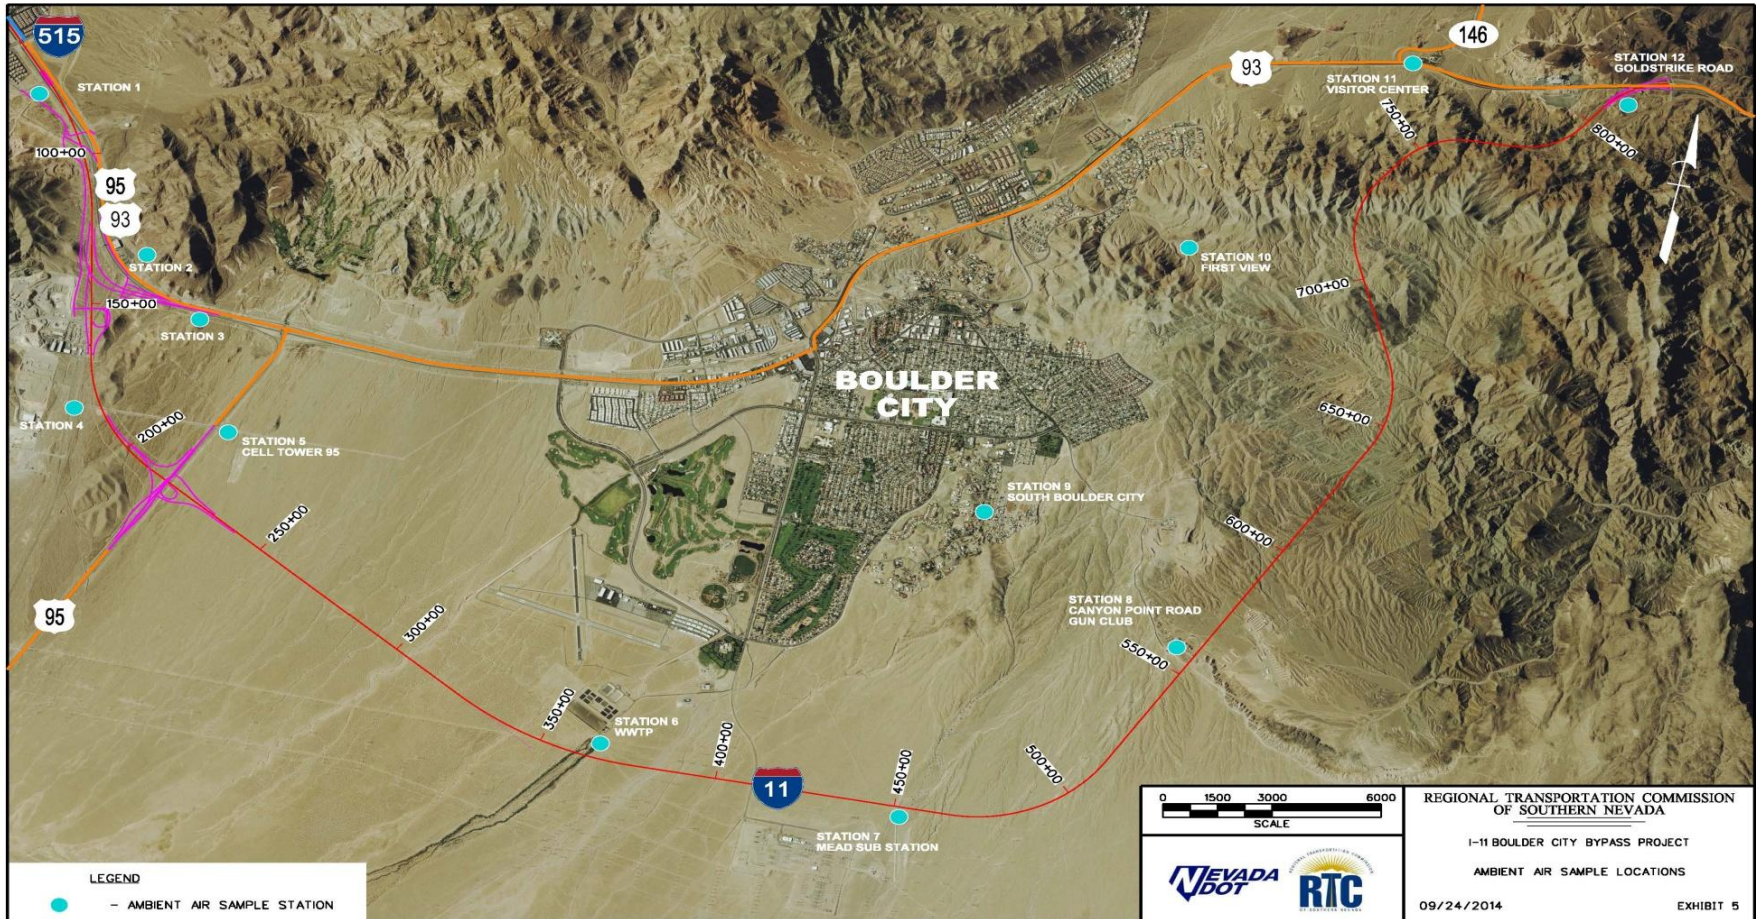 515
STATION 1
100+00
95
93
STATION 2
150+00
STATION 3
STATION 4
200+00
STATION 5
CELL TOWER 95
250+00
95
300+00
350+00
STATION 6
WWTP
400+00
11
450+00
STATION 7
MEAD SUB STATION
500+00
550+00
STATION 8
CANYON POINT ROAD
GUN CLUB
600+00
STATION 9
SOUTH BOULDER CITY
BOULDER
CITY
650+00
700+00
STATION 10
FIRST VIEW
93
STATION 11
VISITOR CENTER
750+00
146
STATION 12
GOLDSTRIKE ROAD
800+00
LEGEND
- AMBIENT AIR SAMPLE STATION
0 1500 3000 6000
SCALE
NEVADA
DOT
REGIONAL TRANSPORTATION COMMISSION
RTC
OF SOUTHERN NEVADA
REGIONAL TRANSPORTATION COMMISSION
OF SOUTHERN NEVADA
I-11 BOULDER CITY BYPASS PROJECT
AMBIENT AIR SAMPLE LOCATIONS
09/24/2014
EXHIBIT 5